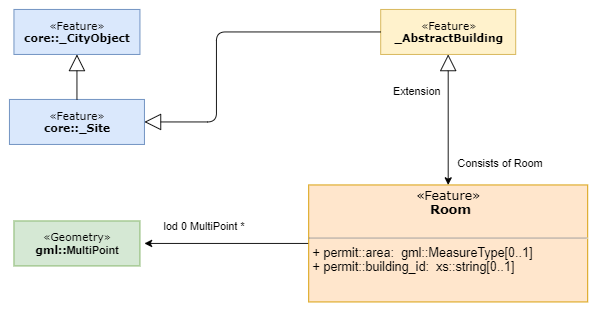 «Feature»
core::_CityObject
«Feature»
_AbstractBuilding
Extension
«Feature»
core::_Site
Consists of Room
«Feature»
Room
lod 0 MultiPoint *
«Geometry»
gml::MultiPoint
+ permit::area:  gml::MeasureType[0..1]
+ permit::building_id:  xs::string[0..1]